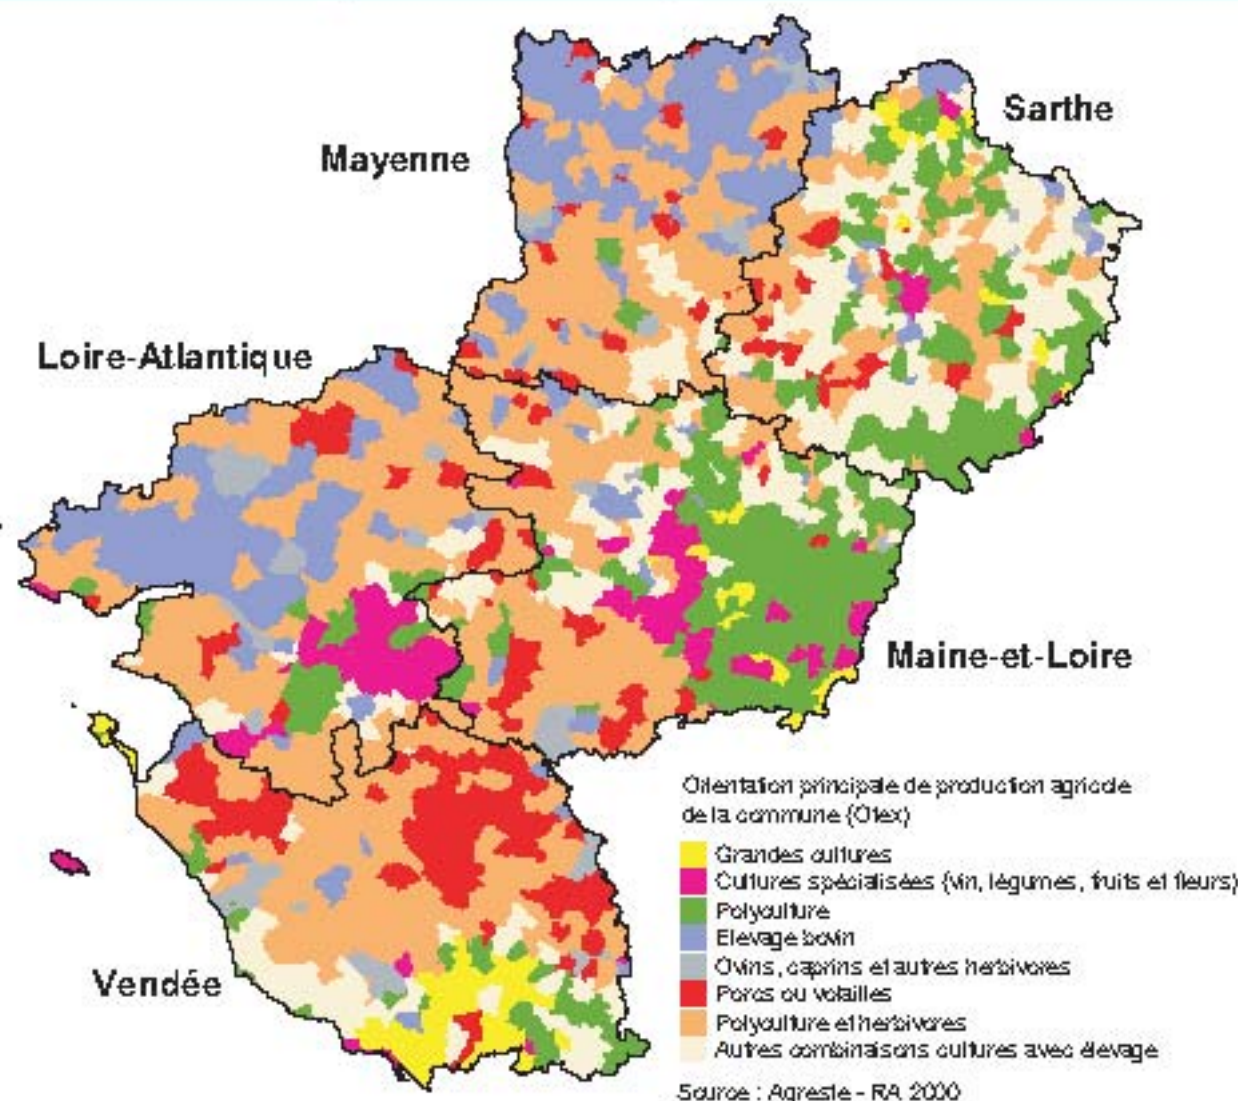 Sarthe
Mayenne
Loire-Atlantique
Maine-et-Loire
Vendée
Orientation principale de production agricole
de la commune (Otex)
Grandes cultures
Cultures spécialisées (vin, légumes, fruits et fleurs)
Polyculture
Elevage bovin
Ovins, caprins et autres herbivores
Porcs ou volailles
Polyculture et herbivores
Autres combinaisons cultures avec élevage
Source : Agreste - RA 2000